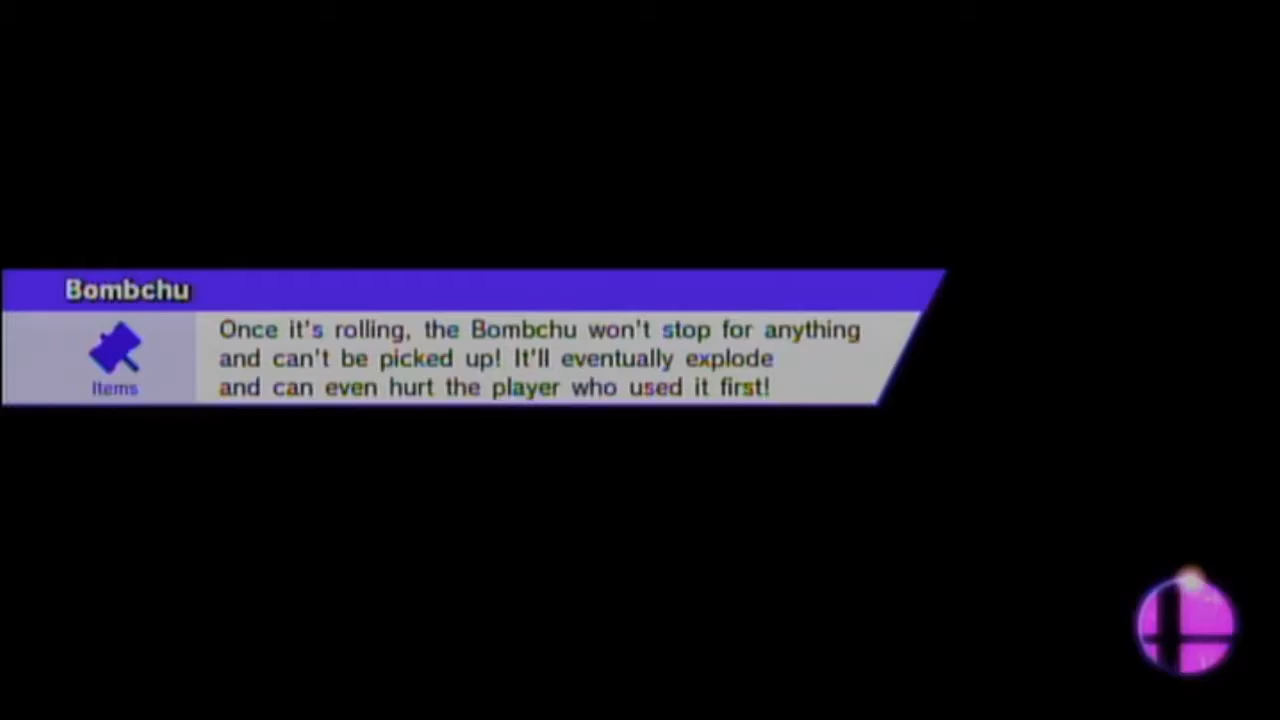 Bombchu
Items
Once it's rolling, the Bombchu won't stop for anything
and can't be picked up! It'll eventually explode
and can even hurt the player who used it first!